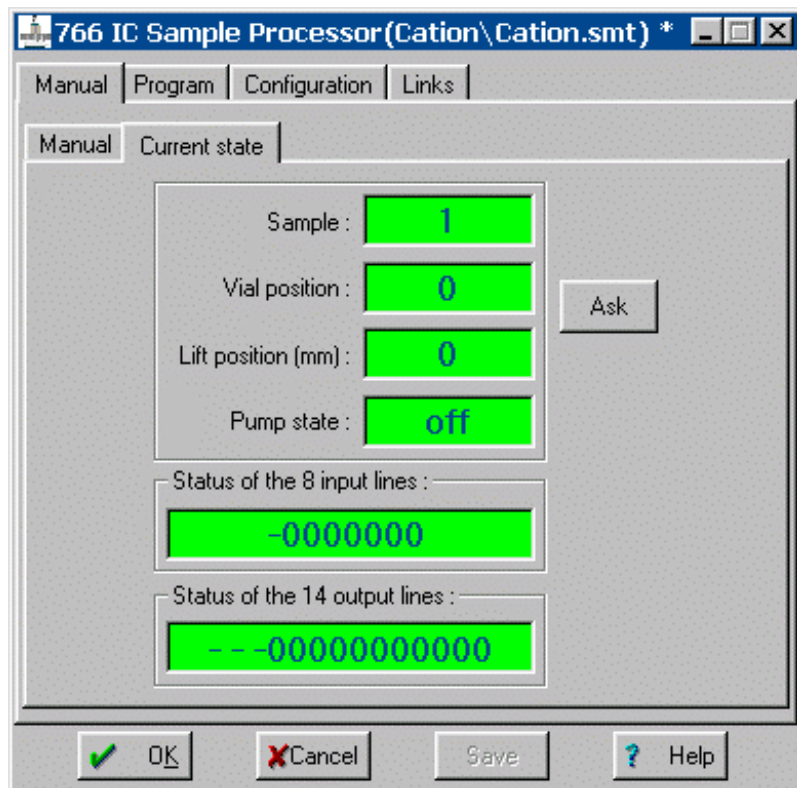 766 IC Sample Processor(Cation\Cation.smt) *
Manual Program Configuration Links
Manual Current state
Sample : 1
Vial position : 0
Ask
Lift position (mm) : 0
Pump state : off
Status of the 8 input lines :
-0000000
Status of the 14 output lines :
- - -00000000000
OK Cancel Save ? Help